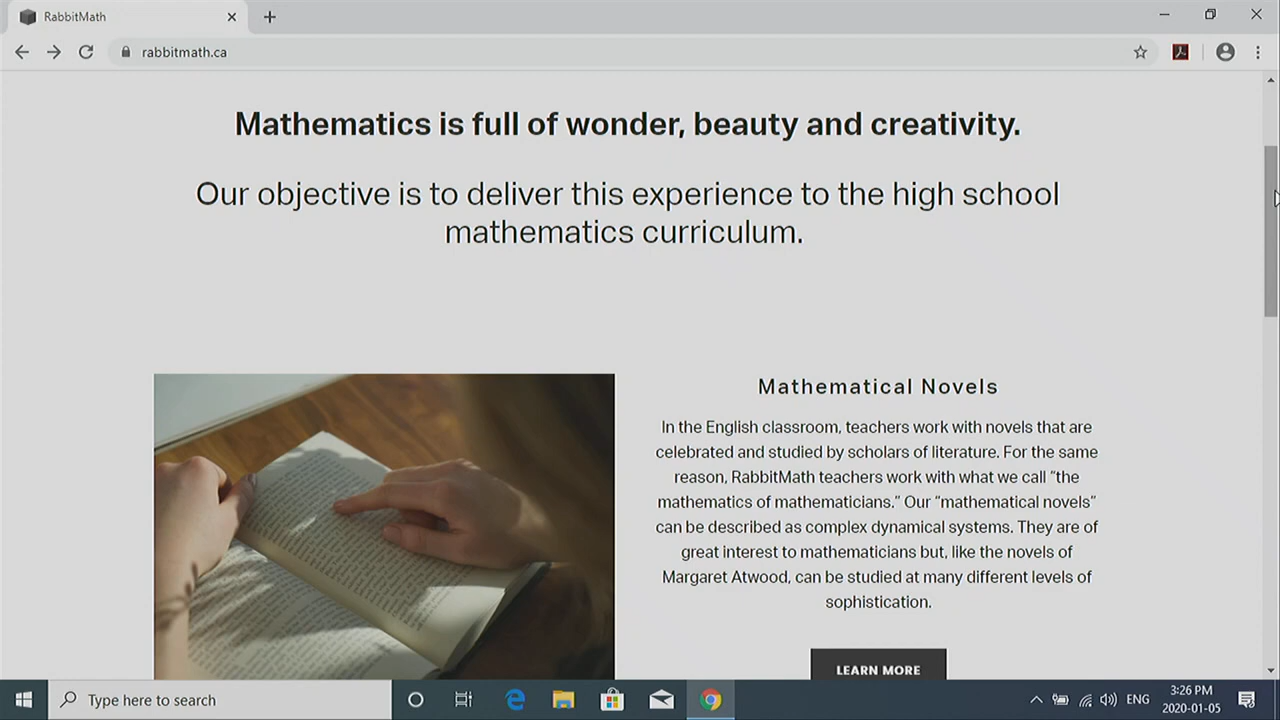 RabbitMath
rabbitmath.ca
Mathematics is full of wonder, beauty and creativity.
Our objective is to deliver this experience to the high school
mathematics curriculum.
Mathematical Novels
In the English classroom, teachers work with novels that are
celebrated and studied by scholars of literature. For the same
reason, RabbitMath teachers work with what we call “the
mathematics of mathematicians.” Our “mathematical novels”
can be described as complex dynamical systems. They are of
great interest to mathematicians but, like the novels of
Margaret Atwood, can be studied at many different levels of
sophistication.
LEARN MORE
Type here to search
ENG
3:26 PM
2020-01-05